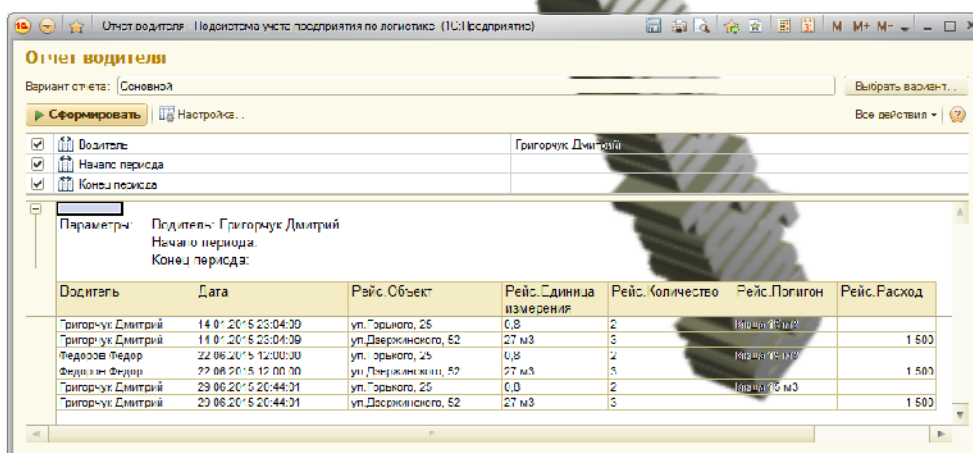 Отчет водителя - Подсистема учета предприятия по логистике (1С:Предприятие)
M M+ M-
Отчет водителя
Вариант отчета: Основной Выбрать вариант...
Сформировать Настройка... Все действия
Водитель Григорчук Дмитрий
Начало периода
Конец периода
Параметры: Водитель: Григорчук Дмитрий
Начало периода:
Конец периода:
Водитель Дата Рейс.Объект Рейс.Единица измерения Рейс.Количество Рейс.Полигон Рейс.Расход
Григорчук Дмитрий 14.01.2015 23:04:09 ул.Горького, 25 0,8 2
Григорчук Дмитрий 14.01.2015 23:04:09 ул.Дзержинского, 52 27 м3 3 1 500
Федоров Федор 22.06.2015 12:00:00 ул.Горького, 25 0,8 2
Федоров Федор 22.06.2015 12:00:00 ул.Дзержинского, 52 27 м3 3 1 500
Григорчук Дмитрий 29.06.2015 20:44:01 ул.Горького, 25 0,8 2 15 м3
Григорчук Дмитрий 29.06.2015 20:44:01 ул.Дзержинского, 52 27 м3 3 1 500